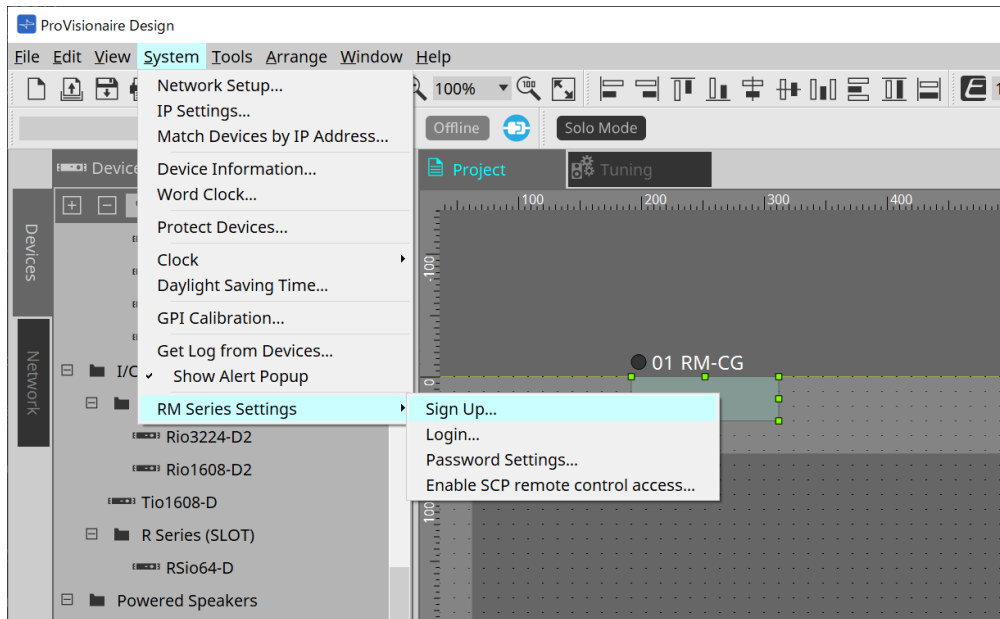 ProVisionaire Design
File Edit View System Tools Arrange Window Help
100%
Offline Solo Mode
Network Setup...
IP Settings...
Match Devices by IP Address...
Device Information...
Word Clock...
Protect Devices...
Clock
Daylight Saving Time...
GPI Calibration...
Get Log from Devices...
Show Alert Popup
RM Series Settings
Sign Up...
Login...
Password Settings...
Enable SCP remote control access...
Project Tuning
100 200 300 400
-100
0
100
01 RM-CG
Devices
Network
Device
I/O
Rio3224-D2
Rio1608-D2
Tio1608-D
R Series (SLOT)
RSio64-D
Powered Speakers